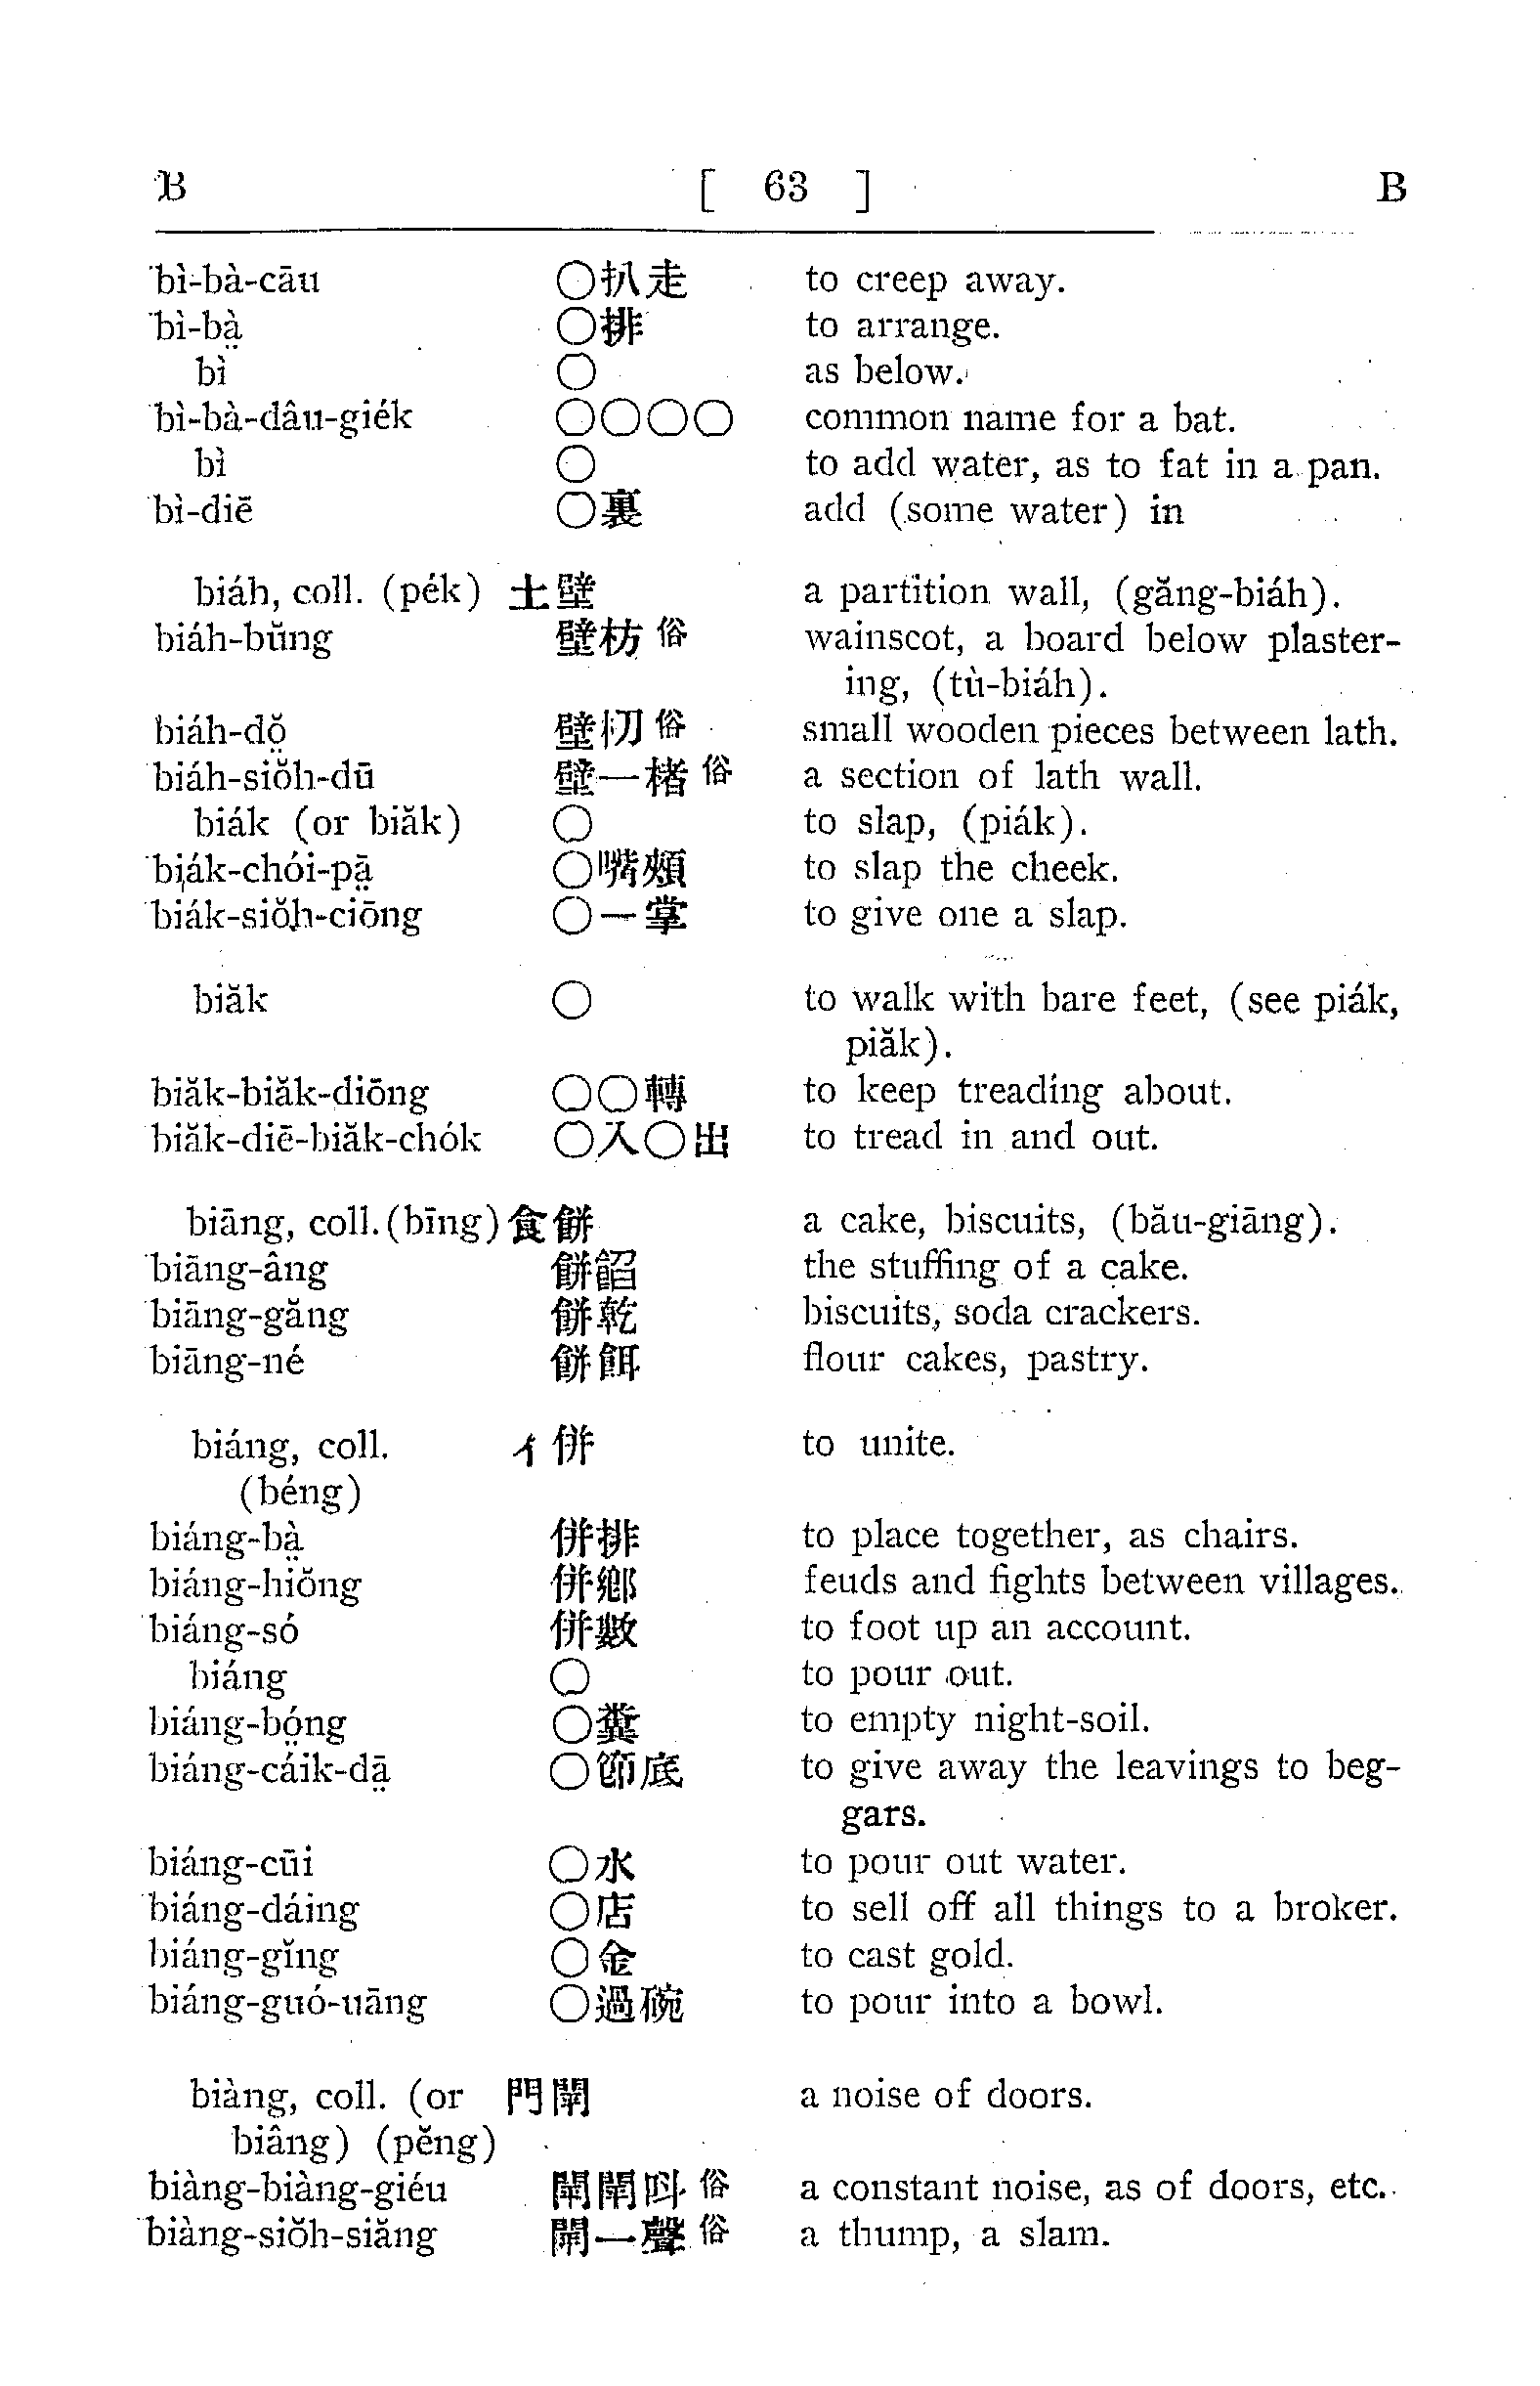 B [ 63 ] B
bì-bà-cāu ○扒走 to creep away.
bì-bà̤ ○排 to arrange.
bì ○ as below.
bì-bà-dâu-giék ○○○○ common name for a bat.
bì ○ to add water, as to fat in a pan.
bì-diē ○裏 add (some water) in
biáh, coll. (pék) 土壁 a partition wall, (găng-biáh).
biáh-bŭng 壁枋俗 wainscot, a board below plaster-
ing, (tù-biáh).
biáh-dŏ̤ 壁㓞俗 small wooden pieces between lath.
biáh-siŏh-dū 壁一楮俗 a section of lath wall.
biák (or biăk) ○ to slap, (piák).
biák-chói-pā̤ ○嘴頰 to slap the cheek.
biák-siŏh-ciōng ○一掌 to give one a slap.
biăk ○ to walk with bare feet, (see piák,
piăk).
biăk-biăk-diōng ○○轉 to keep treading about.
biăk-diē-biăk-chók ○入○出 to tread in and out.
biāng, coll. (bīng) 食餅 a cake, biscuits, (bău-giāng).
biāng-âng 餅餡 the stuffing of a cake.
biāng-găng 餅乾 biscuits, soda crackers.
biāng-né 餅餌 flour cakes, pastry.
biáng, coll. 亻併 to unite.
(béng)
biáng-bà̤ 併排 to place together, as chairs.
biáng-hiŏng 併鄉 feuds and fights between villages.
biáng-só 併數 to foot up an account.
biáng ○ to pour out.
biáng-bó̤ng ○糞 to empty night-soil.
biáng-cáik-dā̤ ○節底 to give away the leavings to beg-
gars.
biáng-cūi ○水 to pour out water.
biáng-dáing ○店 to sell off all things to a broker.
biáng-gĭng ○金 to cast gold.
biáng-guó-uāng ○過碗 to pour into a bowl.
biàng, coll. (or 門閛 a noise of doors.
biâng) (pĕng)
biàng-biàng-giéu 閛閛呌俗 a constant noise, as of doors, etc.
biàng-siŏh-siăng 閛一聲俗 a thump, a slam.